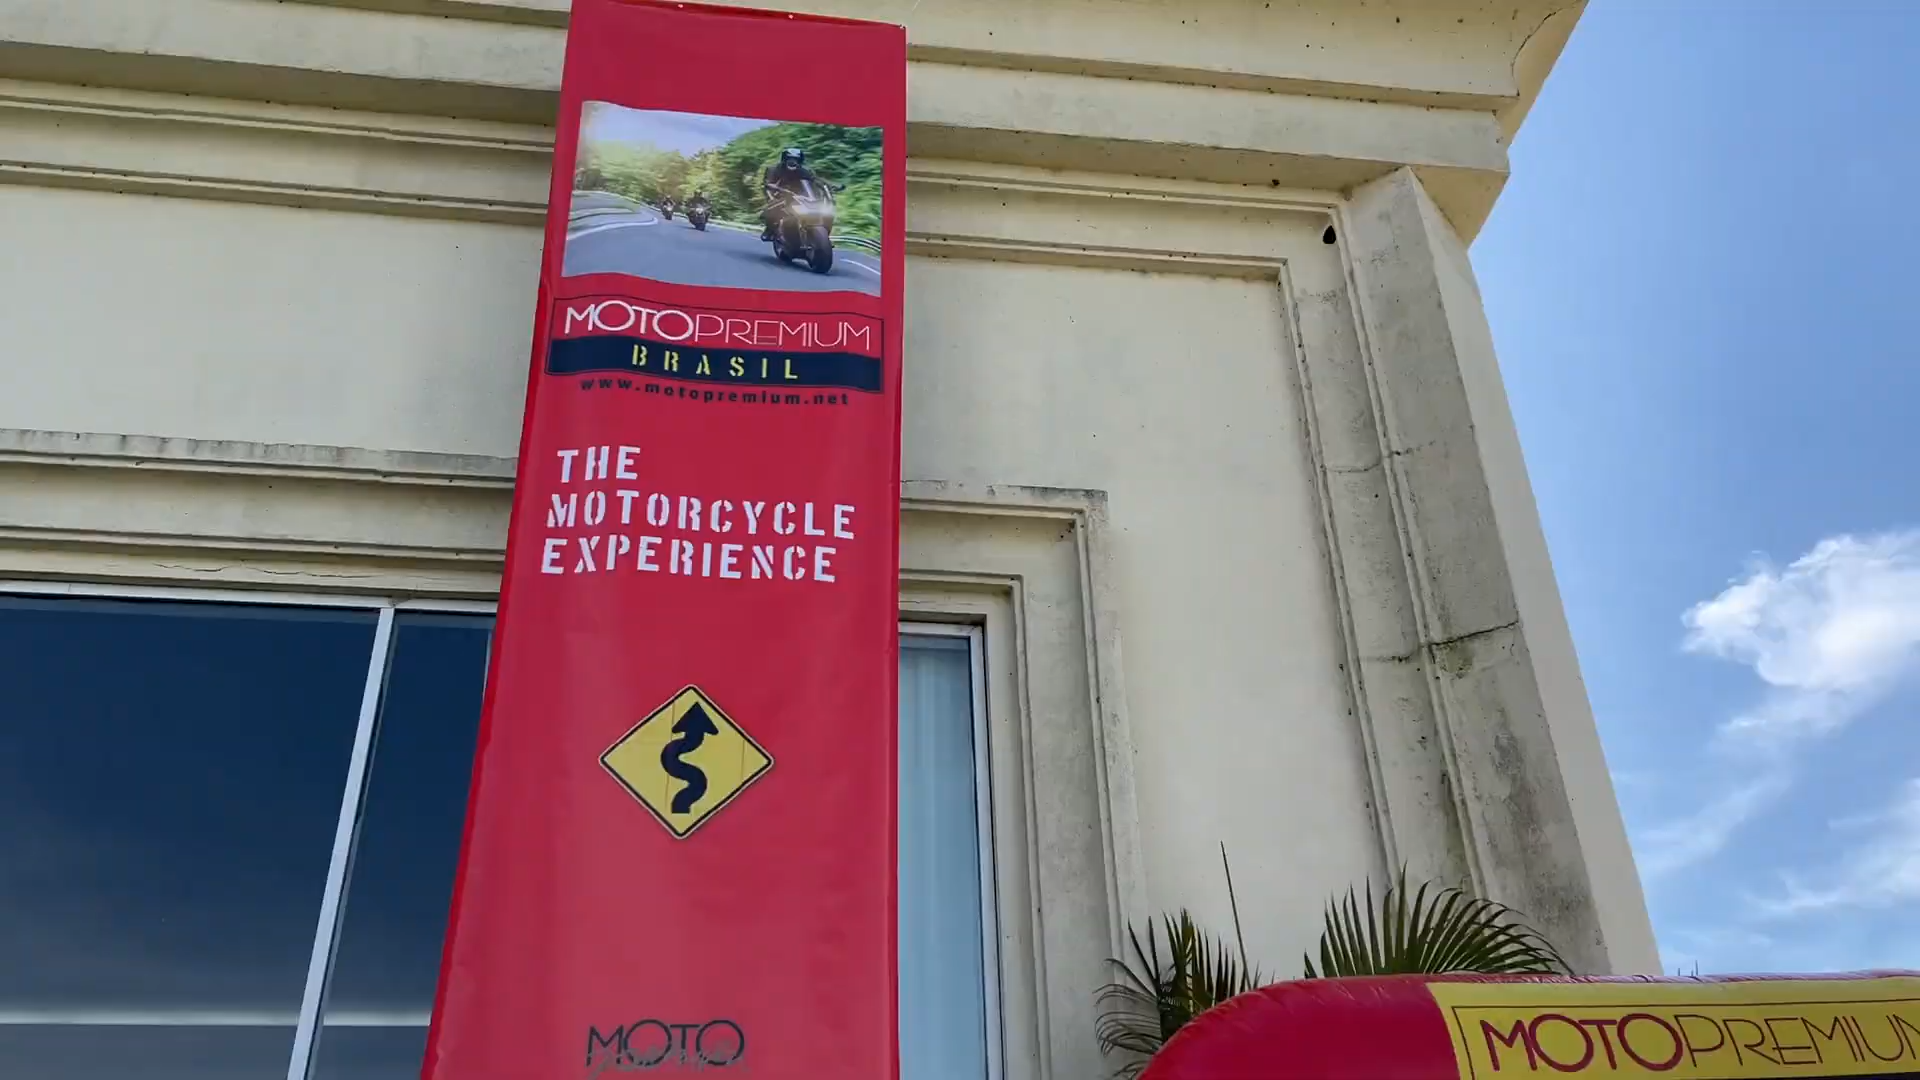 MOTOPREMIUM
BRASIL
www.motopremium.net
THE
MOTORCYCLE
EXPERIENCE
MOTO
MOTOPREMIUM